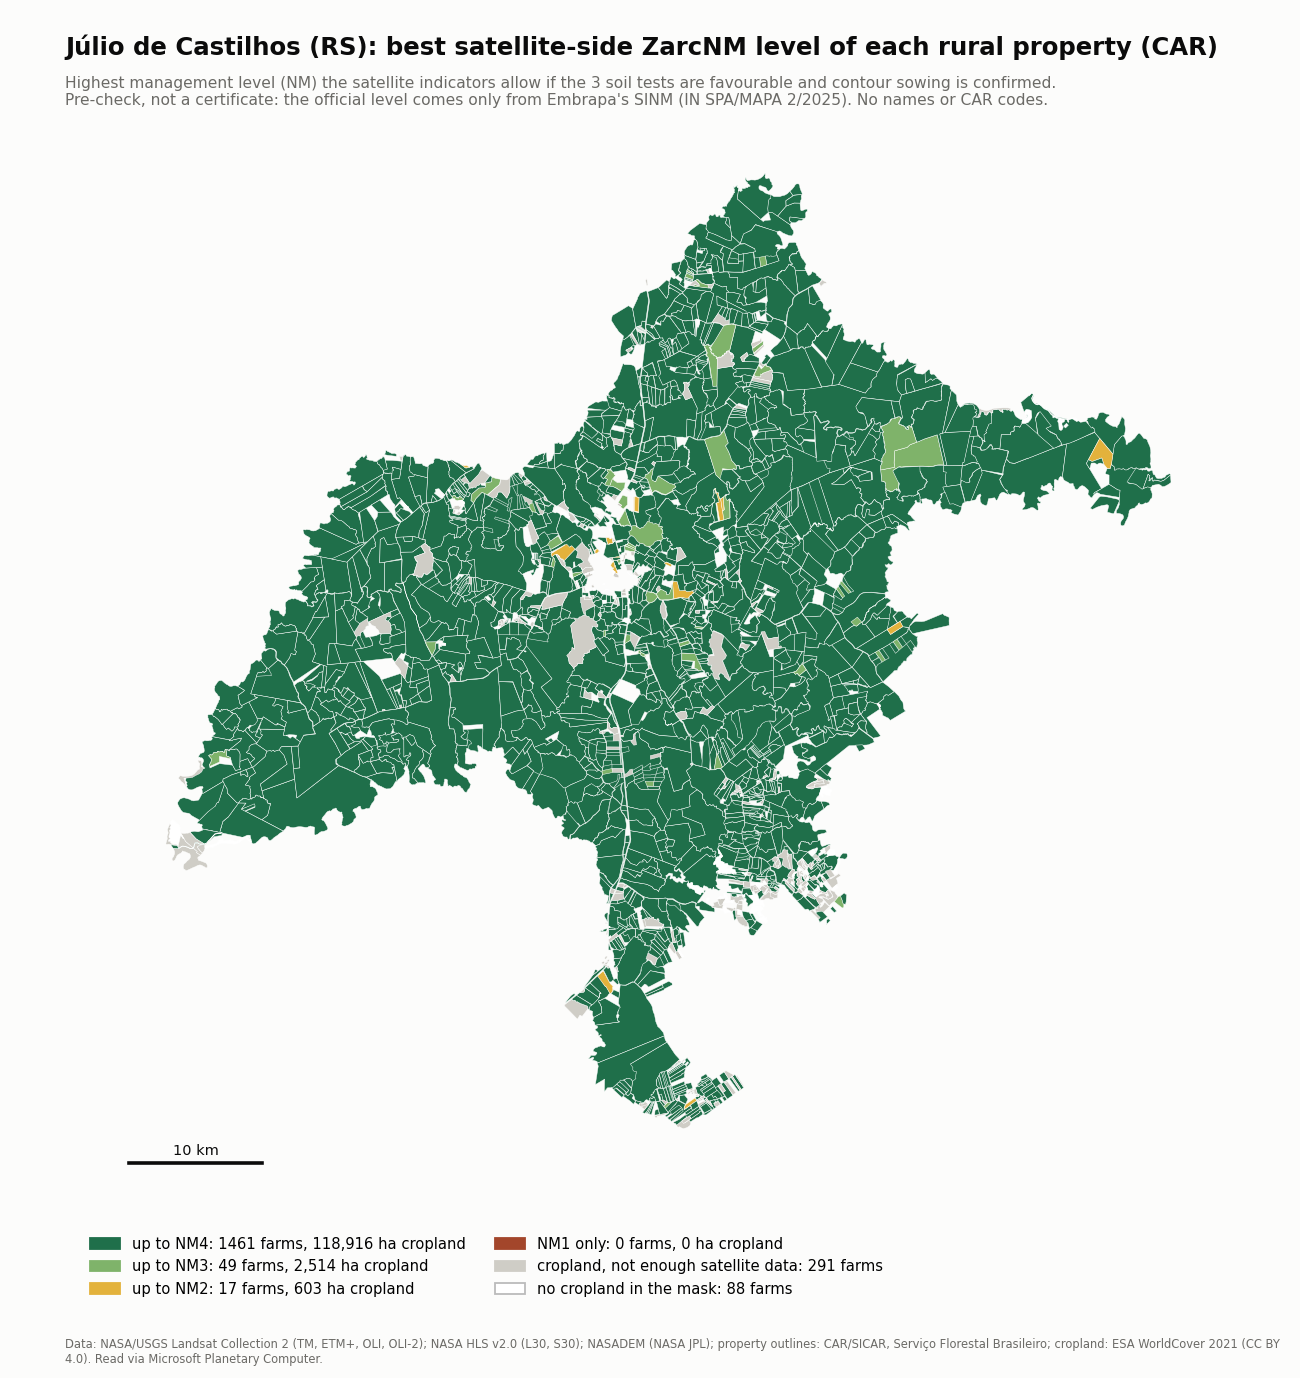 Júlio de Castilhos (RS): best satellite-side ZarcNM level of each rural property (CAR)
Highest management level (NM) the satellite indicators allow if the 3 soil tests are favourable and contour sowing is confirmed.
Pre-check, not a certificate: the official level comes only from Embrapa's SINM (IN SPA/MAPA 2/2025). No names or CAR codes.
10 km
up to NM4: 1461 farms, 118,916 ha cropland
up to NM3: 49 farms, 2,514 ha cropland
up to NM2: 17 farms, 603 ha cropland
NM1 only: 0 farms, 0 ha cropland
cropland, not enough satellite data: 291 farms
no cropland in the mask: 88 farms
Data: NASA/USGS Landsat Collection 2 (TM, ETM+, OLI, OLI-2); NASA HLS v2.0 (L30, S30); NASADEM (NASA JPL); property outlines: CAR/SICAR, Serviço Florestal Brasileiro; cropland: ESA WorldCover 2021 (CC BY
4.0). Read via Microsoft Planetary Computer.